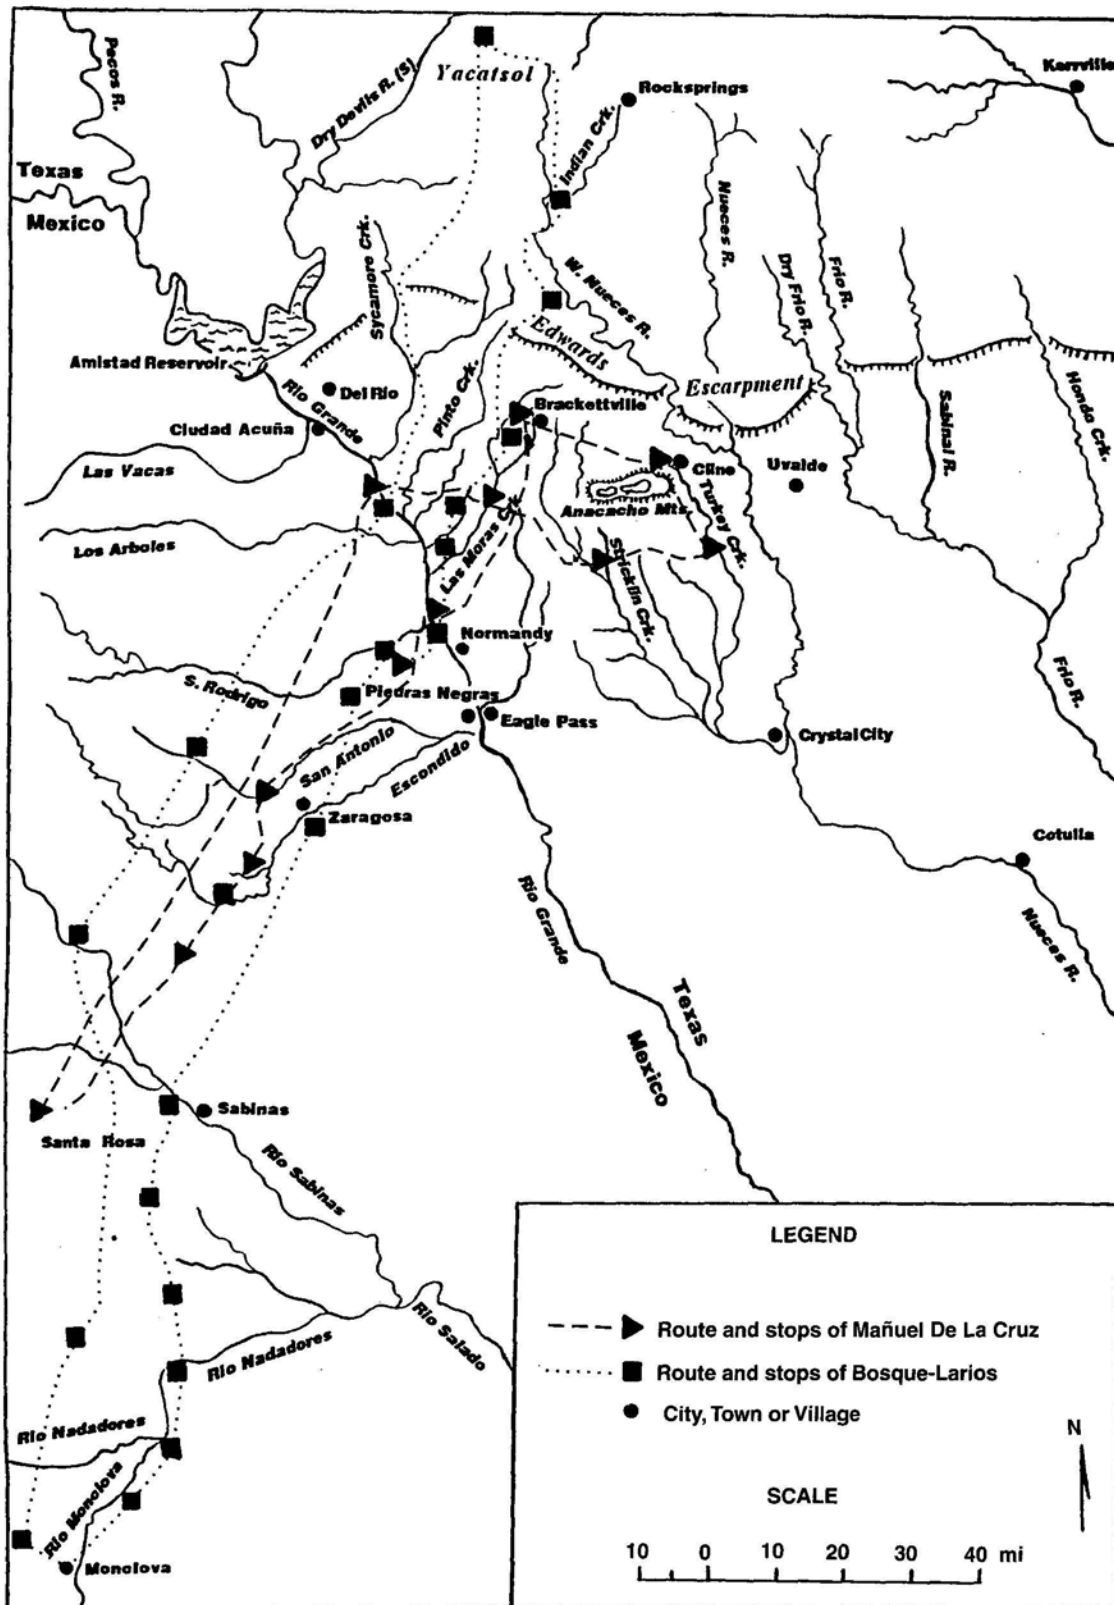 Pecos R.
Dry Devils R. (S)
Yacatsol
Rocksprings
Kerrville
Indian Crk.
Texas
Mexico
Nueces R.
Sycamore Crk.
W. Nueces R.
Dry Frio R.
Frio R.
Amistad Reservoir
Edwards
Escarpment
Hondo Crk.
Sabinal R.
Pinto Crk.
Del Rio
Rio Grande
Ciudad Acuña
Brackettville
Las Vacas
Cline
Uvalde
Anacacho Mts.
Turkey Crk.
Los Arboles
Las Moras Crk.
Stricklin Crk.
Normandy
S. Rodrigo
Piedras Negras
Frio R.
Eagle Pass
San Antonio
Escondido
Crystal City
Zaragosa
Cotulla
Rio Grande
Nueces R.
Texas
Mexico
Sabinas
Santa Rosa
Rio Sabinas
Rio Salado
Rio Nadadores
Rio Nadadores
Rio Monclova
Monclova
LEGEND
Route and stops of Mañuel De La Cruz
Route and stops of Bosque-Larios
City, Town or Village
N
SCALE
10 0 10 20 30 40 mi